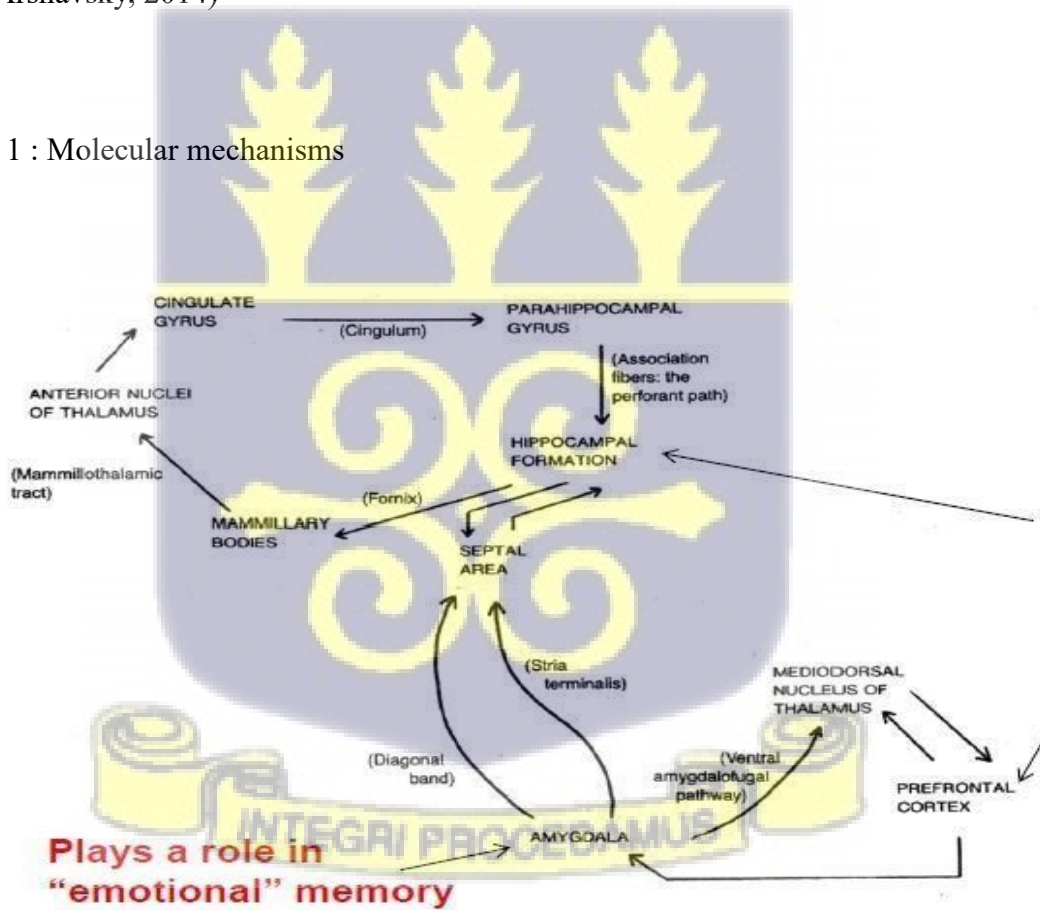 Arshavsky, 2014)
1 : Molecular mechanisms
CINGULATE
GYRUS
(Cingulum)
PARAHIPPOCAMPAL
GYRUS
(Association
fibers: the
perforant path)
ANTERIOR NUCLEI
OF THALAMUS
HIPPOCAMPAL
FORMATION
(Mammillothalamic
tract)
(Fornix)
MAMMILLARY
BODIES
SEPTAL
AREA
(Stria
terminalis)
MEDIODORSAL
NUCLEUS OF
THALAMUS
(Diagonal
band)
(Ventral
amygdalofugal
pathway)
PREFRONTAL
CORTEX
AMYGDALA
INTEGRI PROCEDAMUS
Plays a role in
“emotional” memory